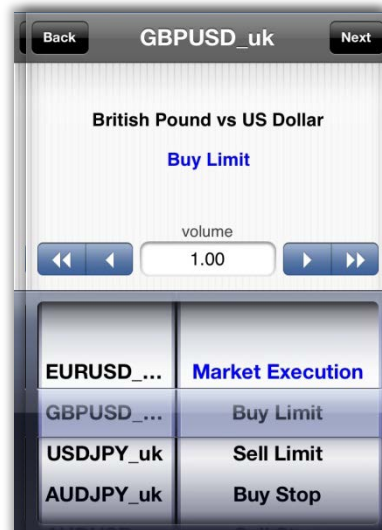 Back GBPUSD_uk Next
British Pound vs US Dollar
Buy Limit
volume
1.00
EURUSD_... Market Execution
GBPUSD_... Buy Limit
USDJPY_uk Sell Limit
AUDJPY_uk Buy Stop